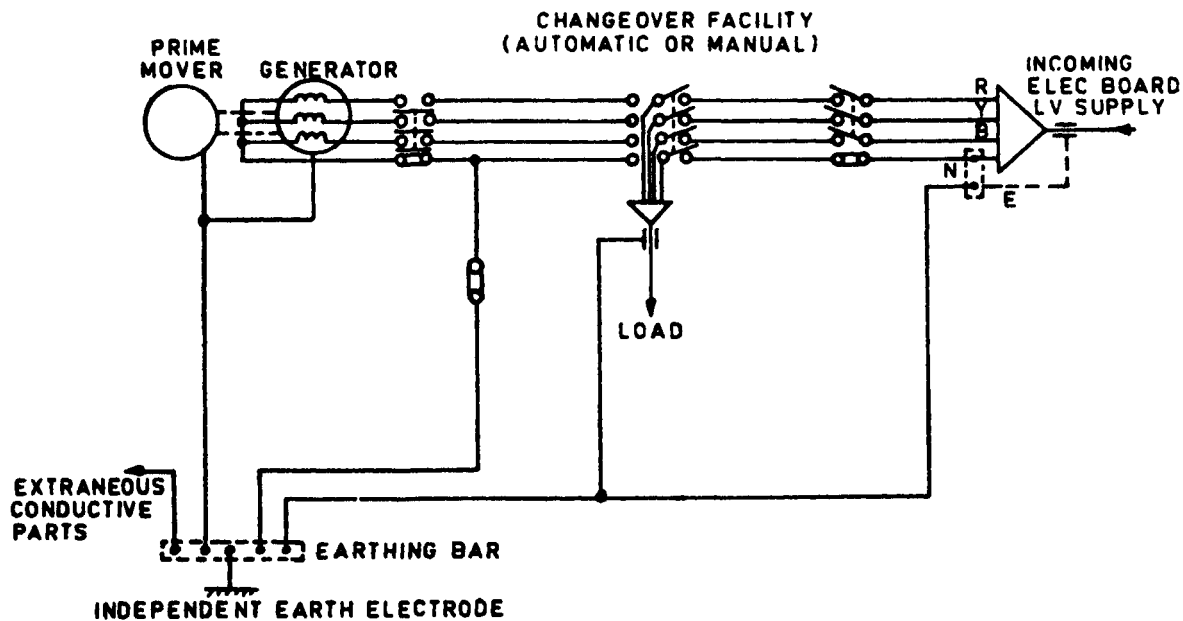 CHANGEOVER FACILITY
(AUTOMATIC OR MANUAL)
PRIME
MOVER
GENERATOR
INCOMING
ELEC BOARD
LV SUPPLY
R
Y
B
N
E
LOAD
EXTRANEOUS
CONDUCTIVE
PARTS
EARTHING BAR
INDEPENDENT EARTH ELECTRODE